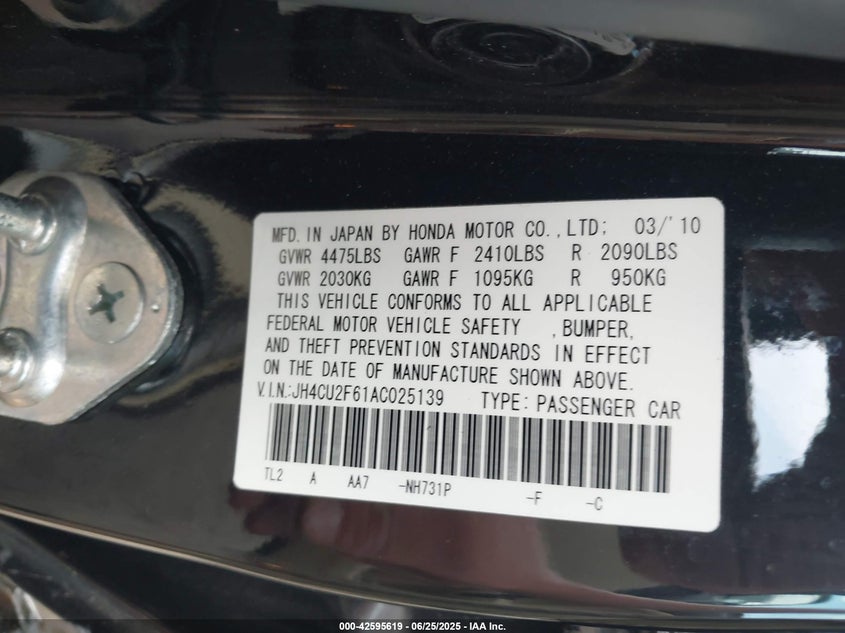 MFD. IN JAPAN BY HONDA MOTOR CO.,LTD; 03/'10
GVWR 4475LBS GAWR F 2410LBS R 2090LBS
GVWR 2030KG GAWR F 1095KG R 950KG
THIS VEHICLE CONFORMS TO ALL APPLICABLE
FEDERAL MOTOR VEHICLE SAFETY ,BUMPER,
AND THEFT PREVENTION STANDARDS IN EFFECT
ON THE DATE OF MANUFACTURE SHOWN ABOVE.
V.I.N.:JH4CU2F61AC025139 TYPE: PASSENGER CAR
TL2 A AA7 -NH731P -F -C
000-42595619 - 06/25/2025 - IAA Inc.